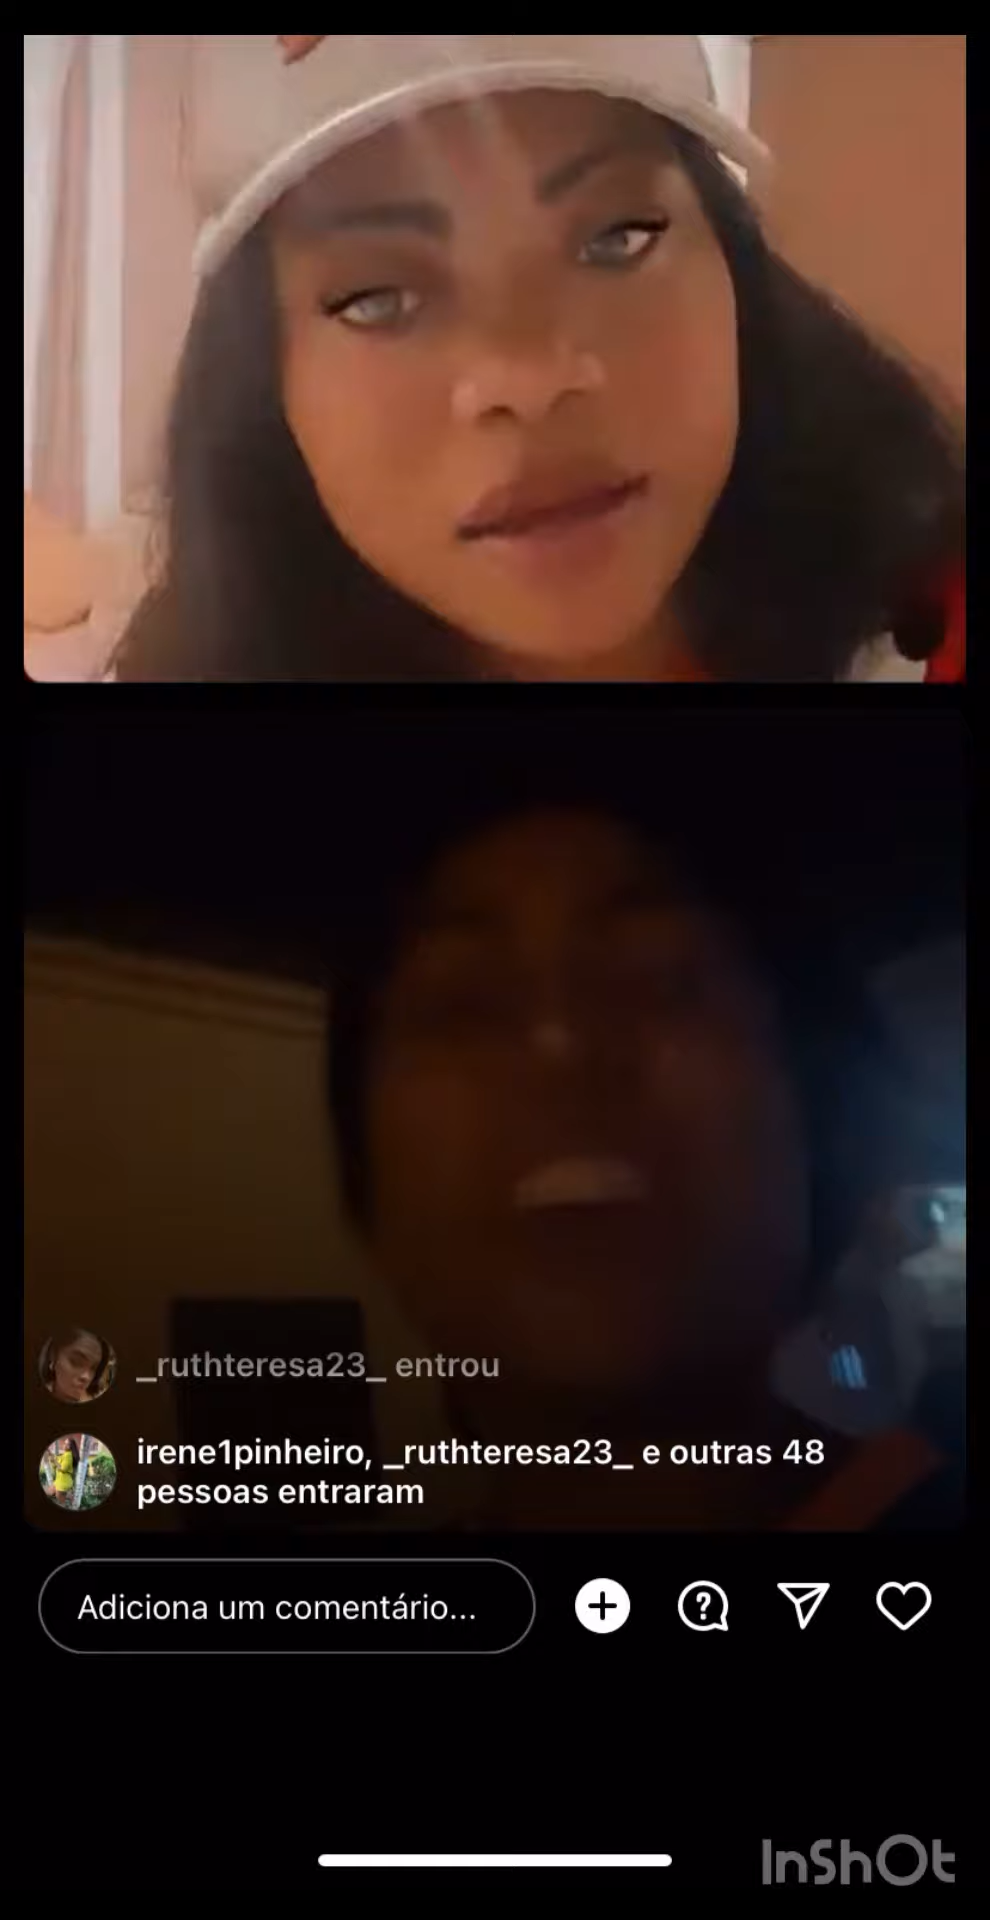 _ruthteresa23_ entrou
irene1pinheiro, _ruthteresa23_ e outras 48
pessoas entraram
Adiciona um comentário...
InShOt